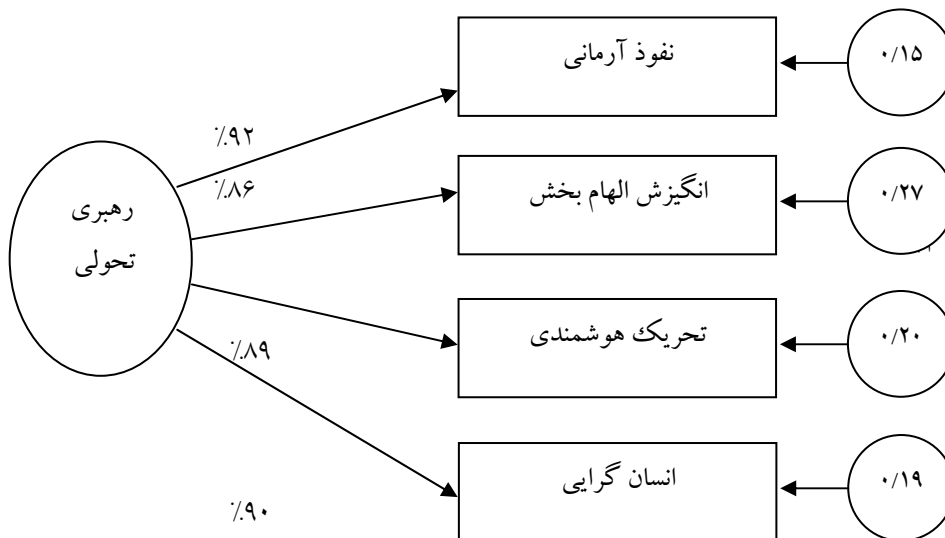 نفوذ آرمانی
۰/۱۵
٪۹۲
انگیزش الهام بخش
۰/۲۷
٪۸۶
رهبری
تحولی
تحریک هوشمندی
۰/۲۰
٪۸۹
انسان گرایی
۰/۱۹
٪۹۰